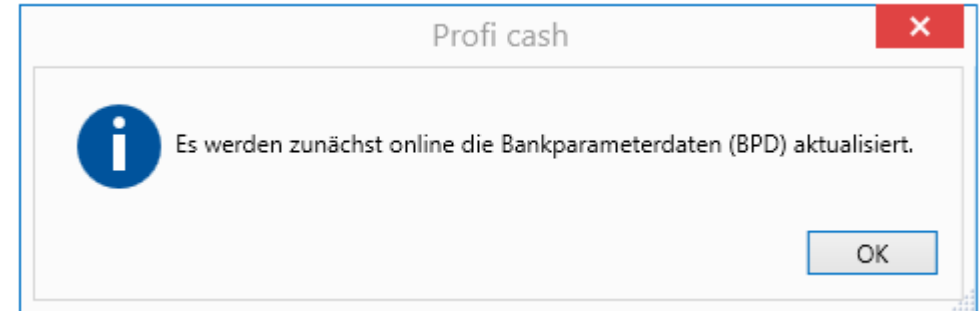 Profi cash
Es werden zunächst online die Bankparameterdaten (BPD) aktualisiert.
OK